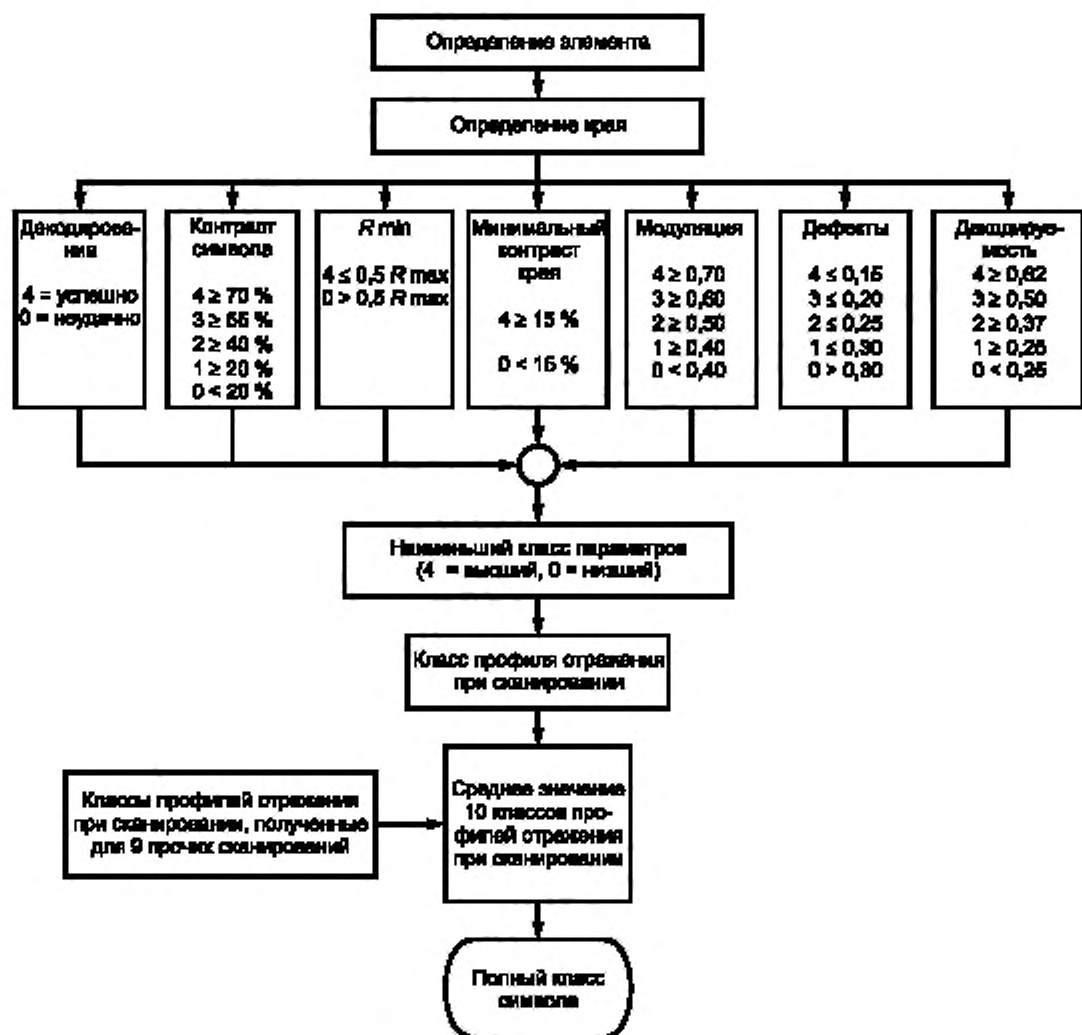 Определение элемента
Определение края
Декодирова-
ние
4 = успешно
0 = неудачно
Контраст
символа
4 ≥ 70 %
3 ≥ 55 %
2 ≥ 40 %
1 ≥ 20 %
0 < 20 %
R min
4 ≤ 0,5 R max
0 > 0,5 R max
Минимальный
контраст
края
4 ≥ 15 %
0 < 15 %
Модуляция
4 ≥ 0,70
3 ≥ 0,60
2 ≥ 0,50
1 ≥ 0,40
0 < 0,40
Дефекты
4 ≤ 0,15
3 ≤ 0,20
2 ≤ 0,25
1 ≤ 0,30
0 > 0,30
Декодируе-
мость
4 ≥ 0,62
3 ≥ 0,50
2 ≥ 0,37
1 ≥ 0,25
0 < 0,25
Наименьший класс параметров
(4 = высший, 0 = низший)
Класс профиля отражения
при сканировании
Классы профилей отражения
при сканировании, полученные
для 9 прочих сканирований
Среднее значение
10 классов про-
филей отражения
при сканировании
Полный класс
символа